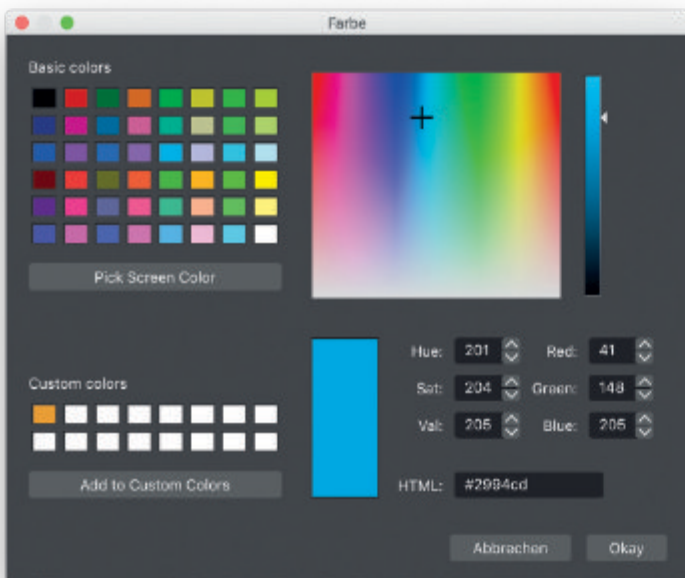 Farbe
Basic colors
Pick Screen Color
Custom colors
Add to Custom Colors
Hue: 201 Red: 41
Sat: 204 Green: 148
Val: 205 Blue: 205
HTML: #2994cd
Abbrechen Okay